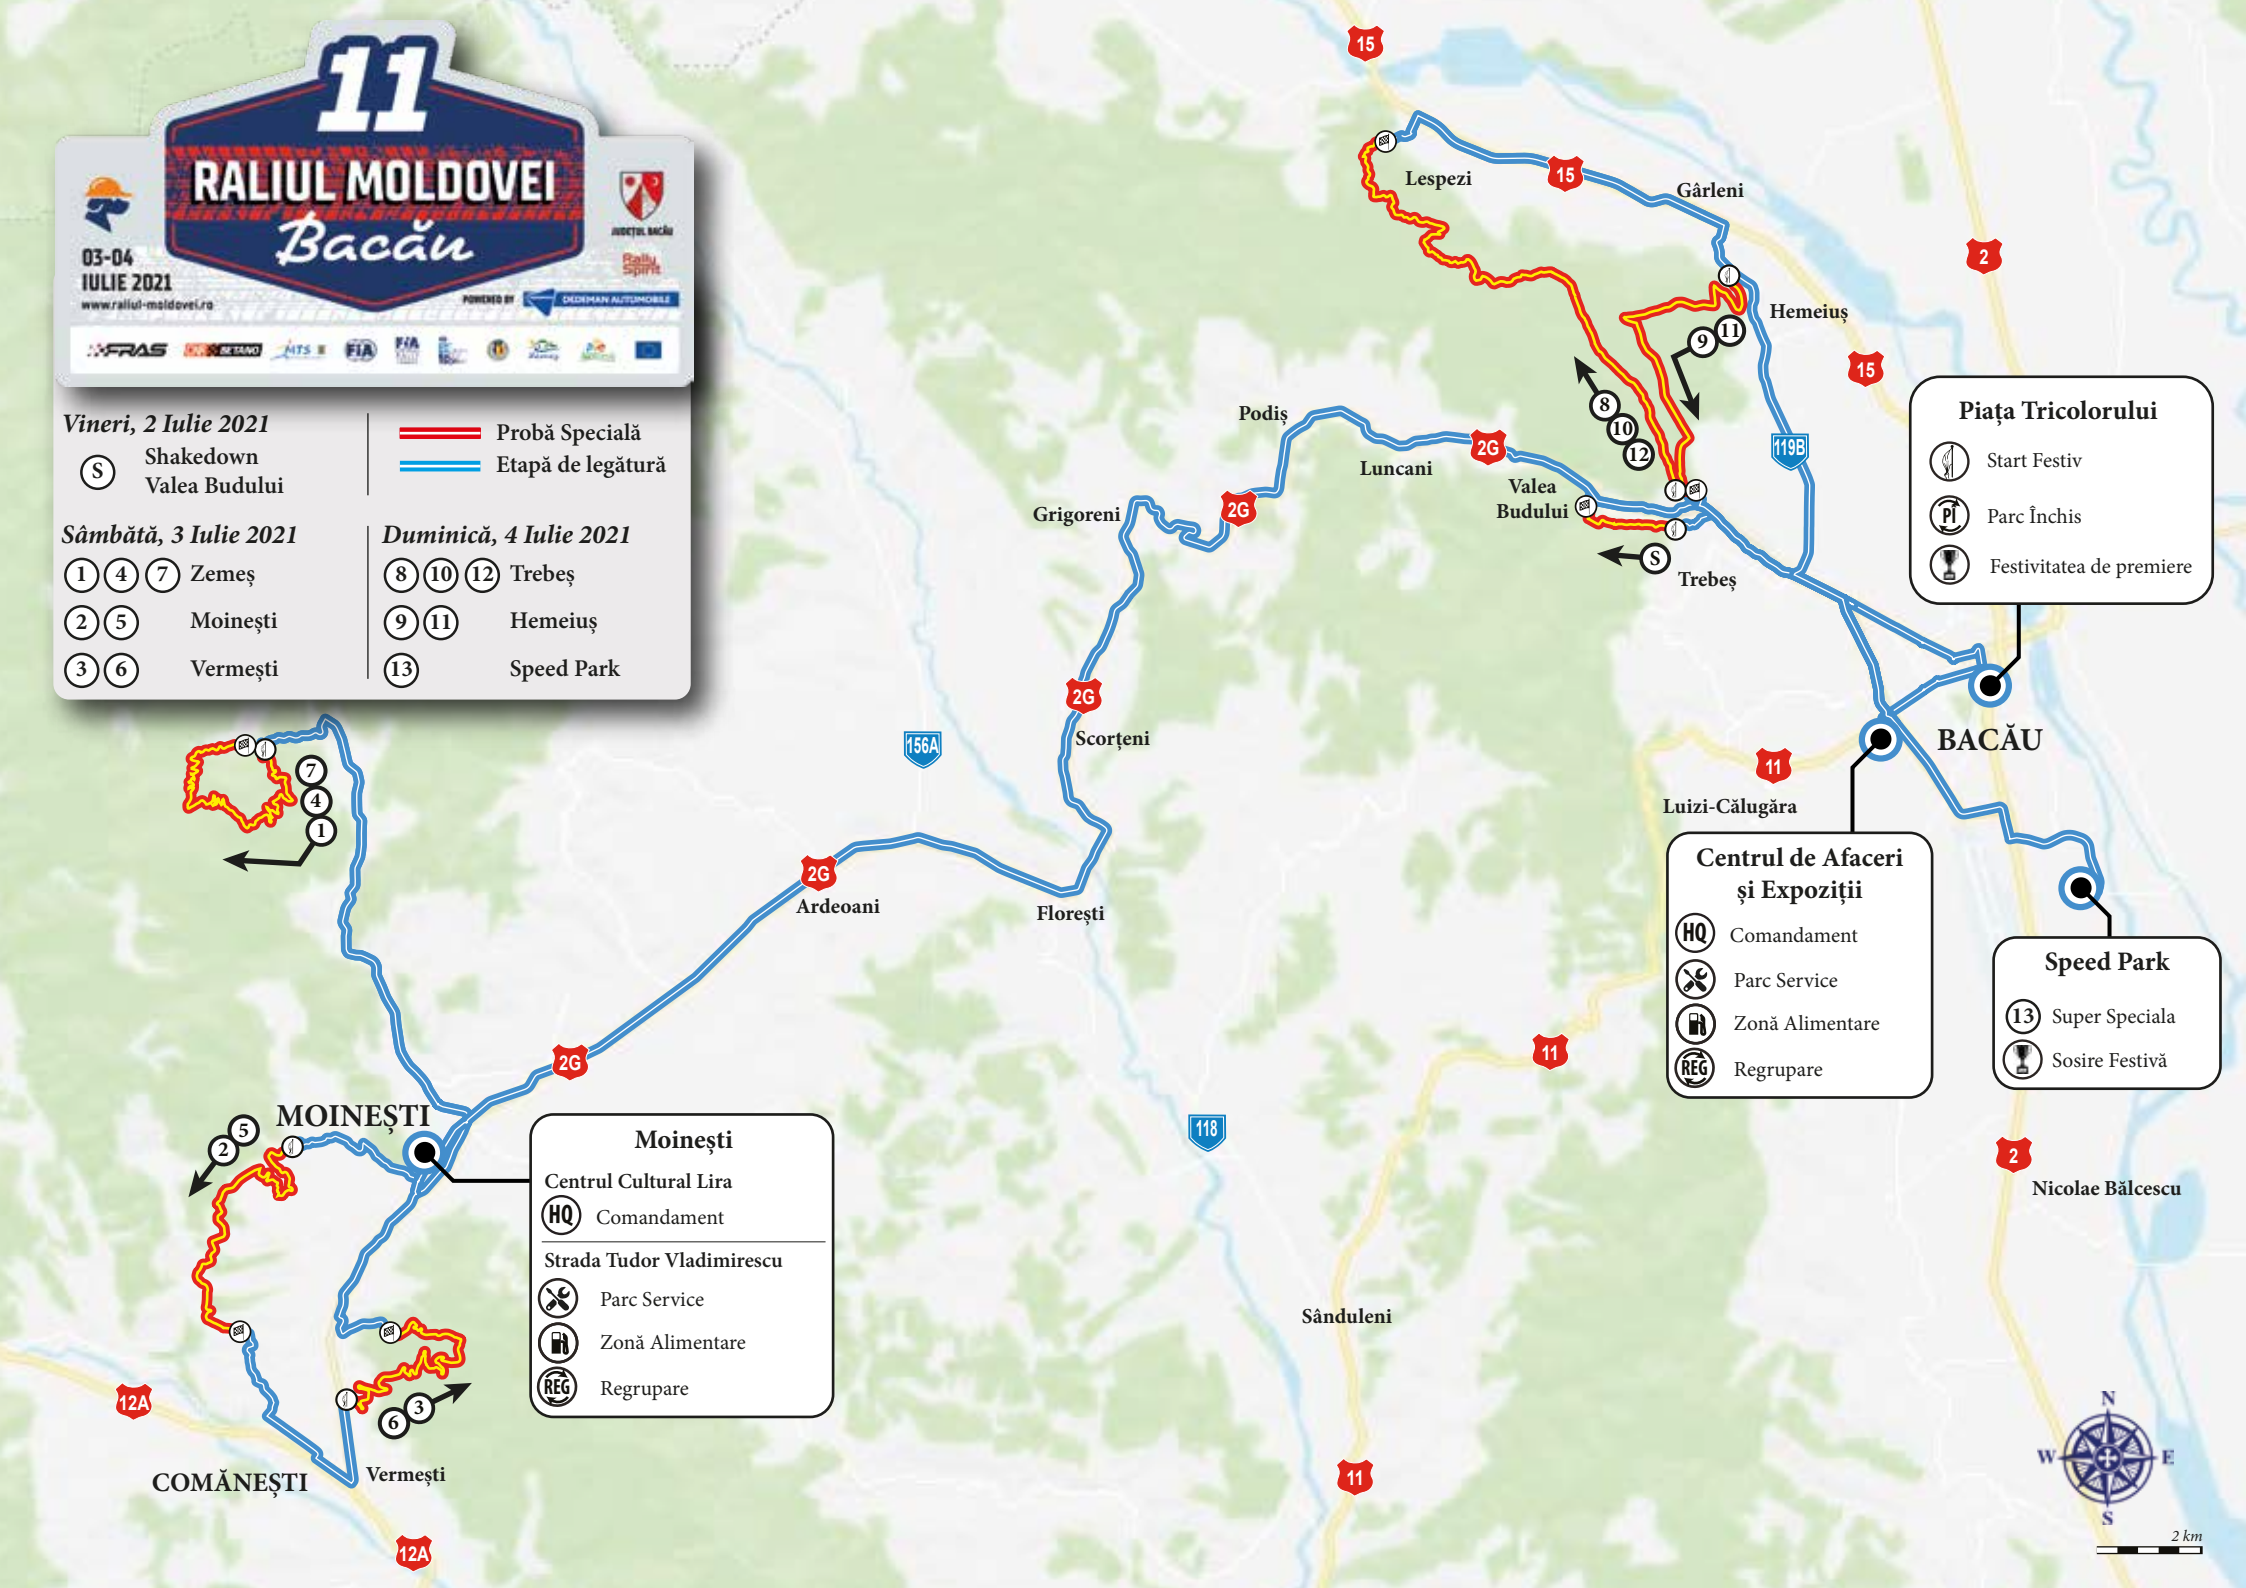 11
RALIUL MOLDOVEI
Bacău
03-04
IULIE 2021
www.raliul-moldovei.ro
JUDEȚUL BACĂU
Rally
Spirit
POWERED BY
DEDEMAN AUTOMOBILE
FRAS
BETANO
MTS
FIA
FIA
Vineri, 2 Iulie 2021
S
Shakedown
Valea Budului
Probă Specială
Etapă de legătură
Sâmbătă, 3 Iulie 2021
1 4 7 Zemeș
2 5 Moinești
3 6 Vermești
Duminică, 4 Iulie 2021
8 10 12 Trebeș
9 11 Hemeiuș
13 Speed Park
15
Lespezi
15
Gârleni
2
Hemeiuș
11
9
15
8
10
12
119B
Podiș
Luncani
2G
Valea
Budului
S
Trebeș
Grigoreni
2G
2G
Scorțeni
156A
2G
Ardeoani
Florești
2G
Piața Tricolorului
Start Festiv
PÎ
Parc Închis
Festivitatea de premiere
BACĂU
11
Luizi-Călugăra
Centrul de Afaceri
și Expoziții
HQ Comandament
Parc Service
Zonă Alimentare
REG Regrupare
Speed Park
13 Super Speciala
Sosire Festivă
7
4
1
MOINEȘTI
5
2
Moinești
Centrul Cultural Lira
HQ Comandament
Strada Tudor Vladimirescu
Parc Service
Zonă Alimentare
REG Regrupare
11
118
2
Nicolae Bălcescu
Sânduleni
11
12A
3
6
COMĂNEȘTI
Vermești
12A
N
W
E
S
2 km